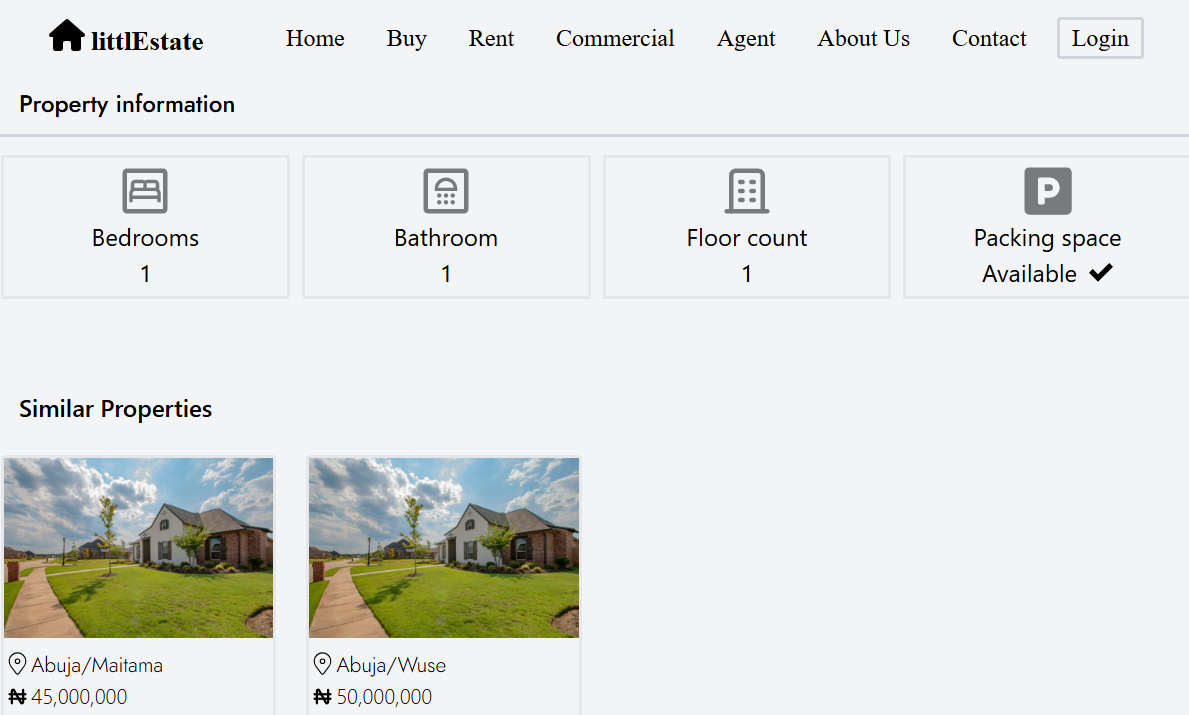 littlEstate Home Buy Rent Commercial Agent About Us Contact Login
Property information
Bedrooms Bathroom Floor count Packing space
1 1 1 Available
Similar Properties
Abuja/Maitama Abuja/Wuse
₦ 45,000,000 ₦ 50,000,000